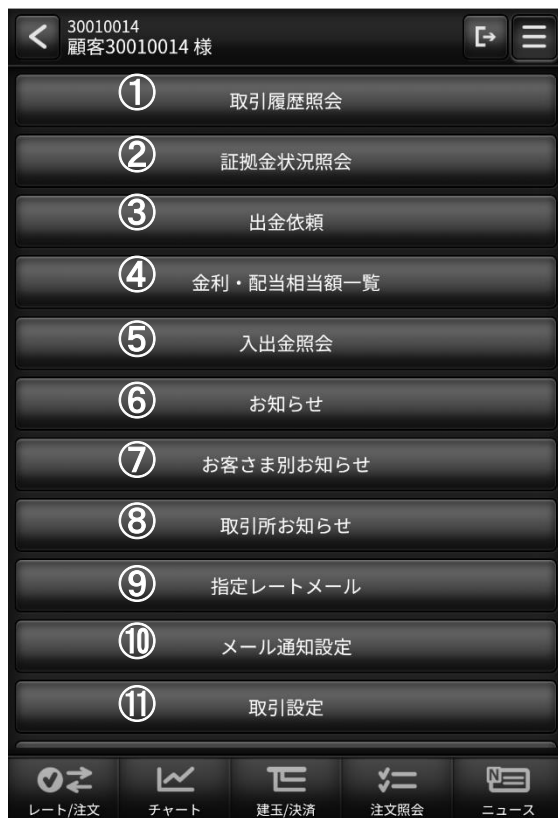 30010014
顧客30010014 様
① 取引履歴照会
② 証拠金状況照会
③ 出金依頼
④ 金利・配当相当額一覧
⑤ 入出金照会
⑥ お知らせ
⑦ お客さま別お知らせ
⑧ 取引所お知らせ
⑨ 指定レートメール
⑩ メール通知設定
⑪ 取引設定
レート/注文 チャート 建玉/決済 注文照会 ニュース